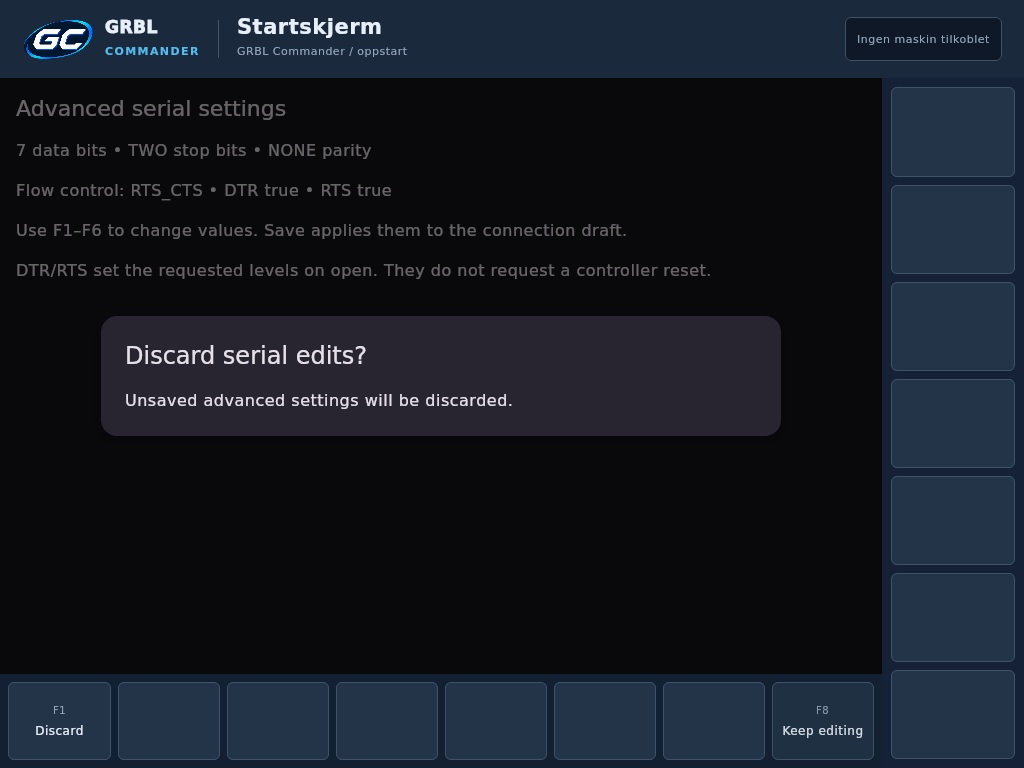 GC
GRBL
COMMANDER
Startskjerm
GRBL Commander / oppstart
Ingen maskin tilkoblet
Advanced serial settings
7 data bits • TWO stop bits • NONE parity
Flow control: RTS_CTS • DTR true • RTS true
Use F1–F6 to change values. Save applies them to the connection draft.
DTR/RTS set the requested levels on open. They do not request a controller reset.
Discard serial edits?
Unsaved advanced settings will be discarded.
F1
Discard
F8
Keep editing